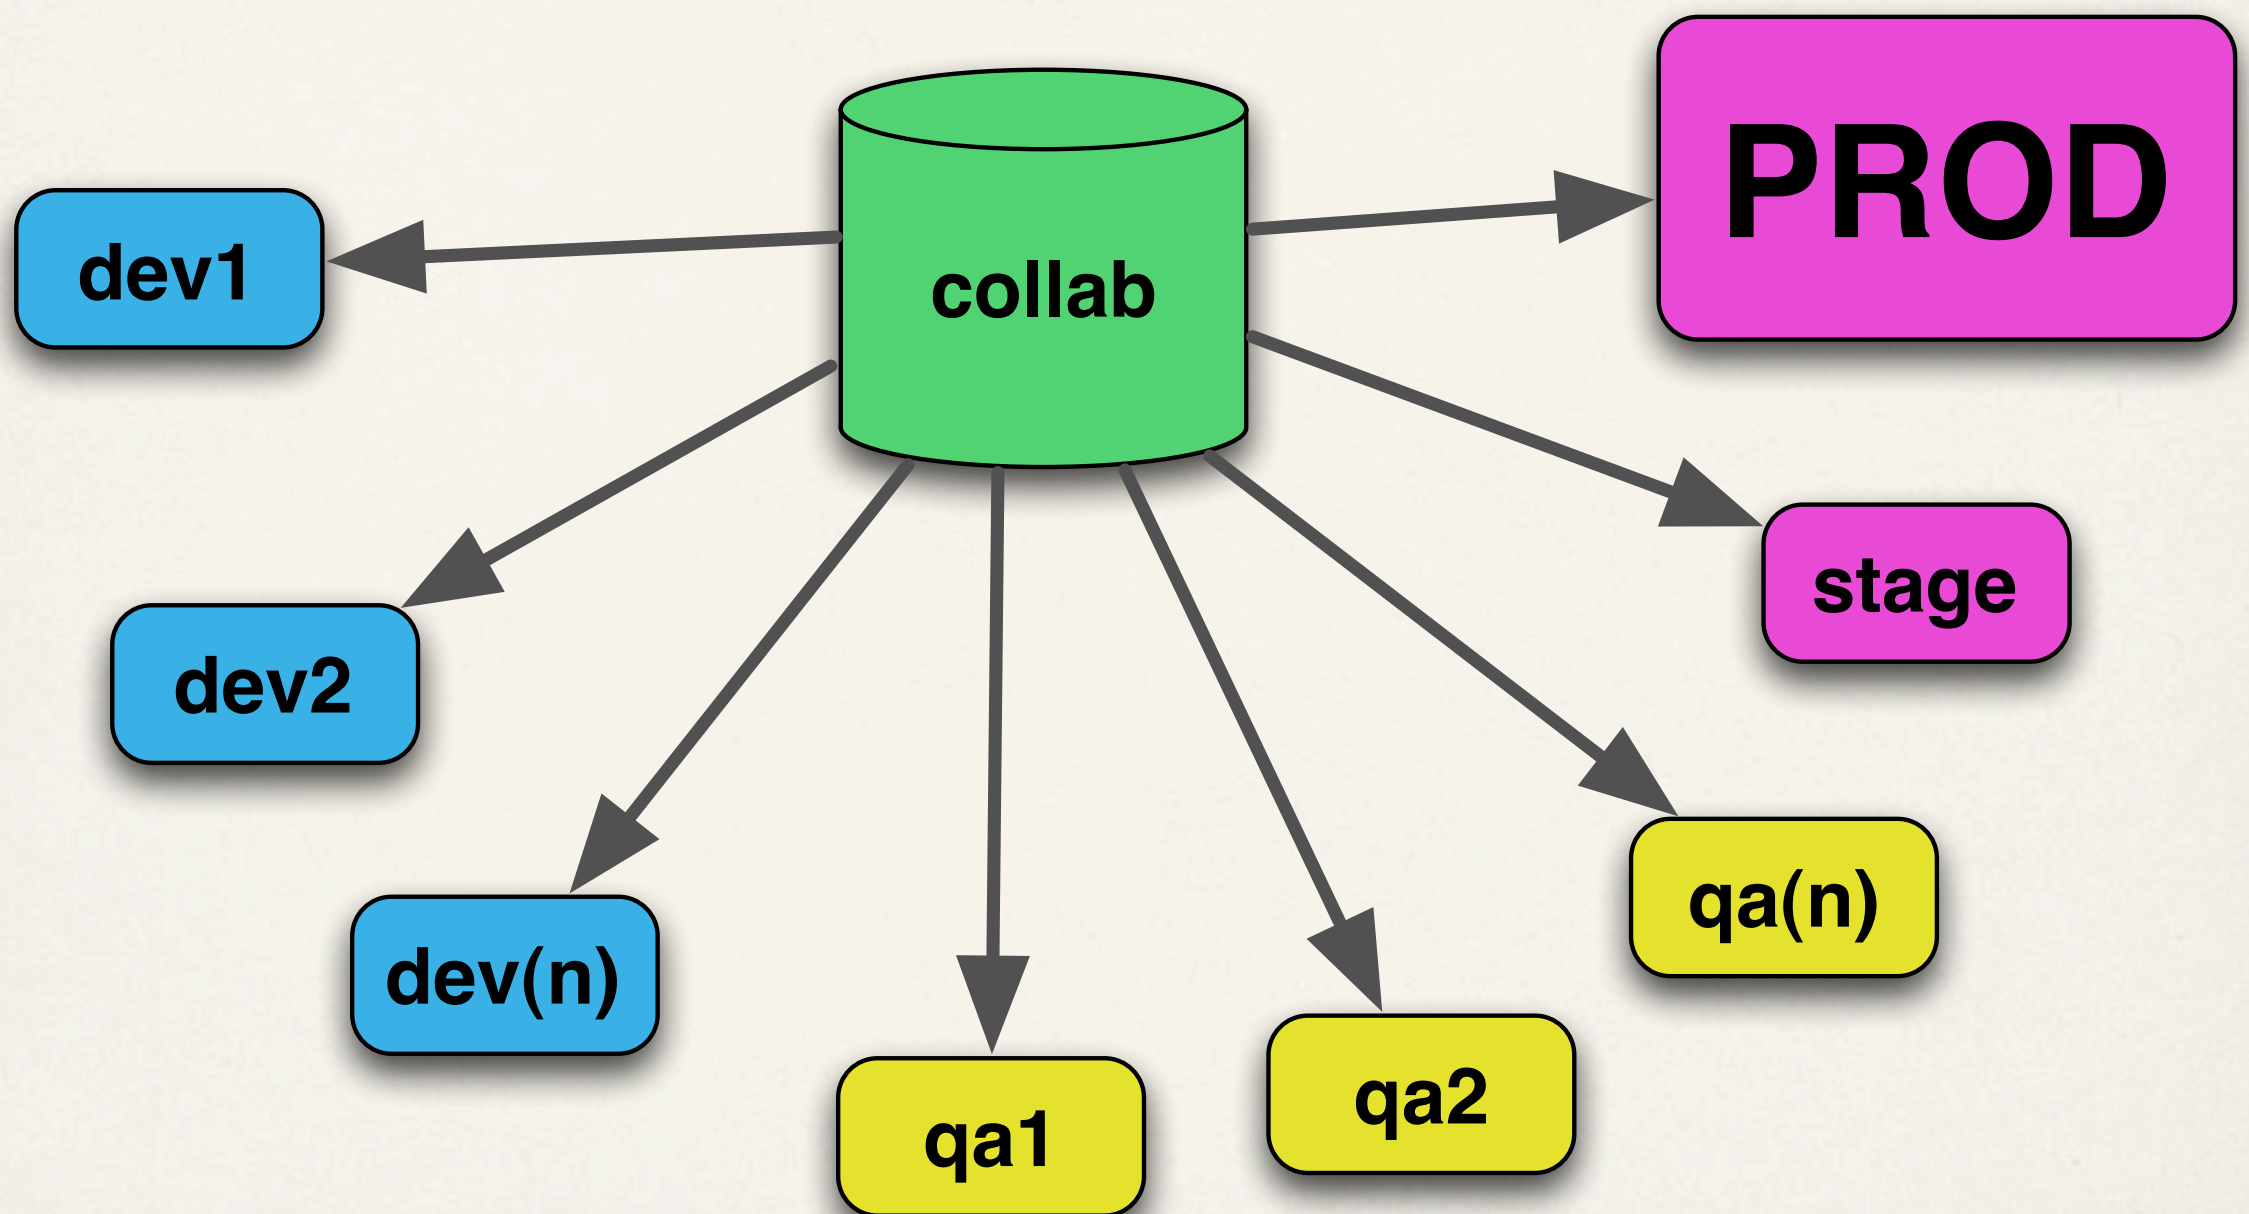 PROD
collab
dev1
stage
dev2
qa(n)
dev(n)
qa2
qa1